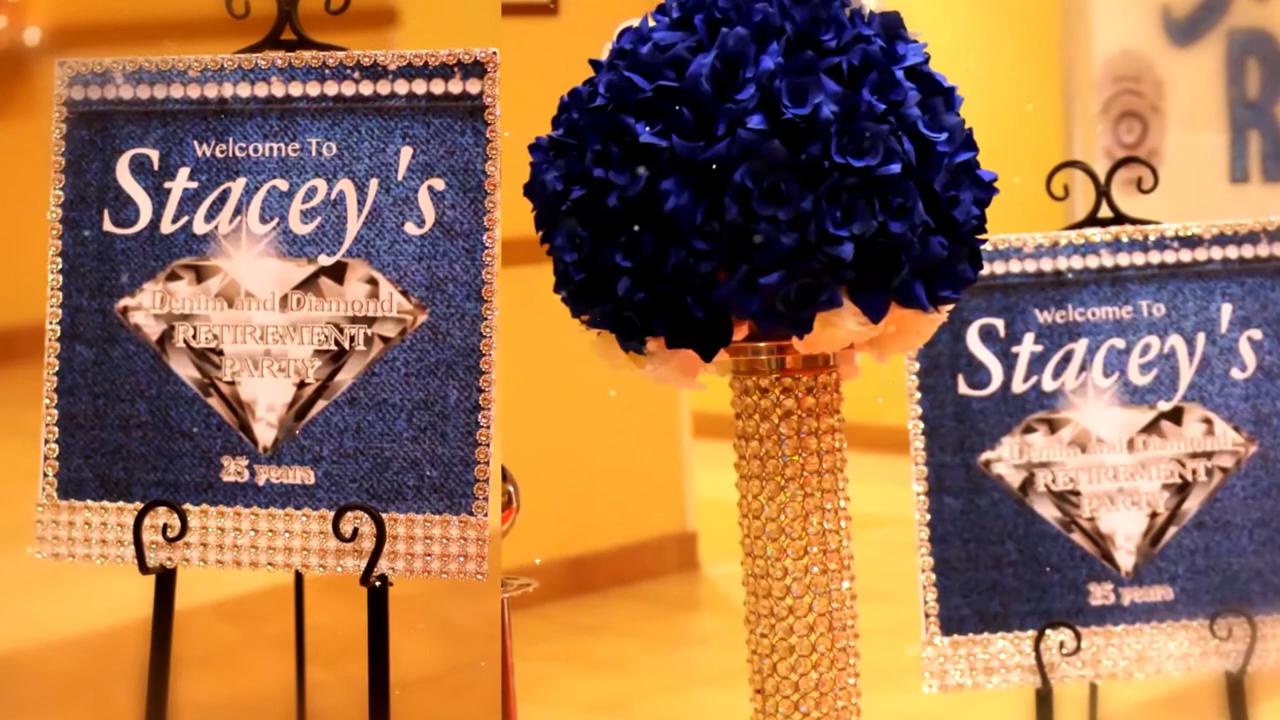 Welcome To
Stacey's
Denim and Diamond
RETIREMENT
PARTY
25 years
R
Welcome To
Stacey's
Denim and Diamond
RETIREMENT
PARTY
25 years